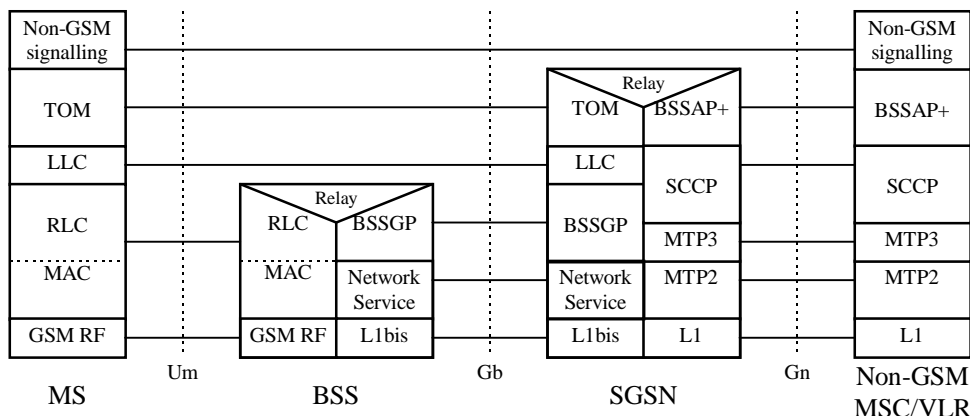 Non-GSM
signalling
TOM
LLC
RLC
MAC
GSM RF
MS
Um
Relay
RLC
BSSGP
MAC
Network
Service
GSM RF
L1bis
BSS
Gb
Relay
TOM
BSSAP+
LLC
SCCP
BSSGP
MTP3
Network
Service
MTP2
L1bis
L1
SGSN
Gn
Non-GSM
signalling
BSSAP+
SCCP
MTP3
MTP2
L1
Non-GSM
MSC/VLR